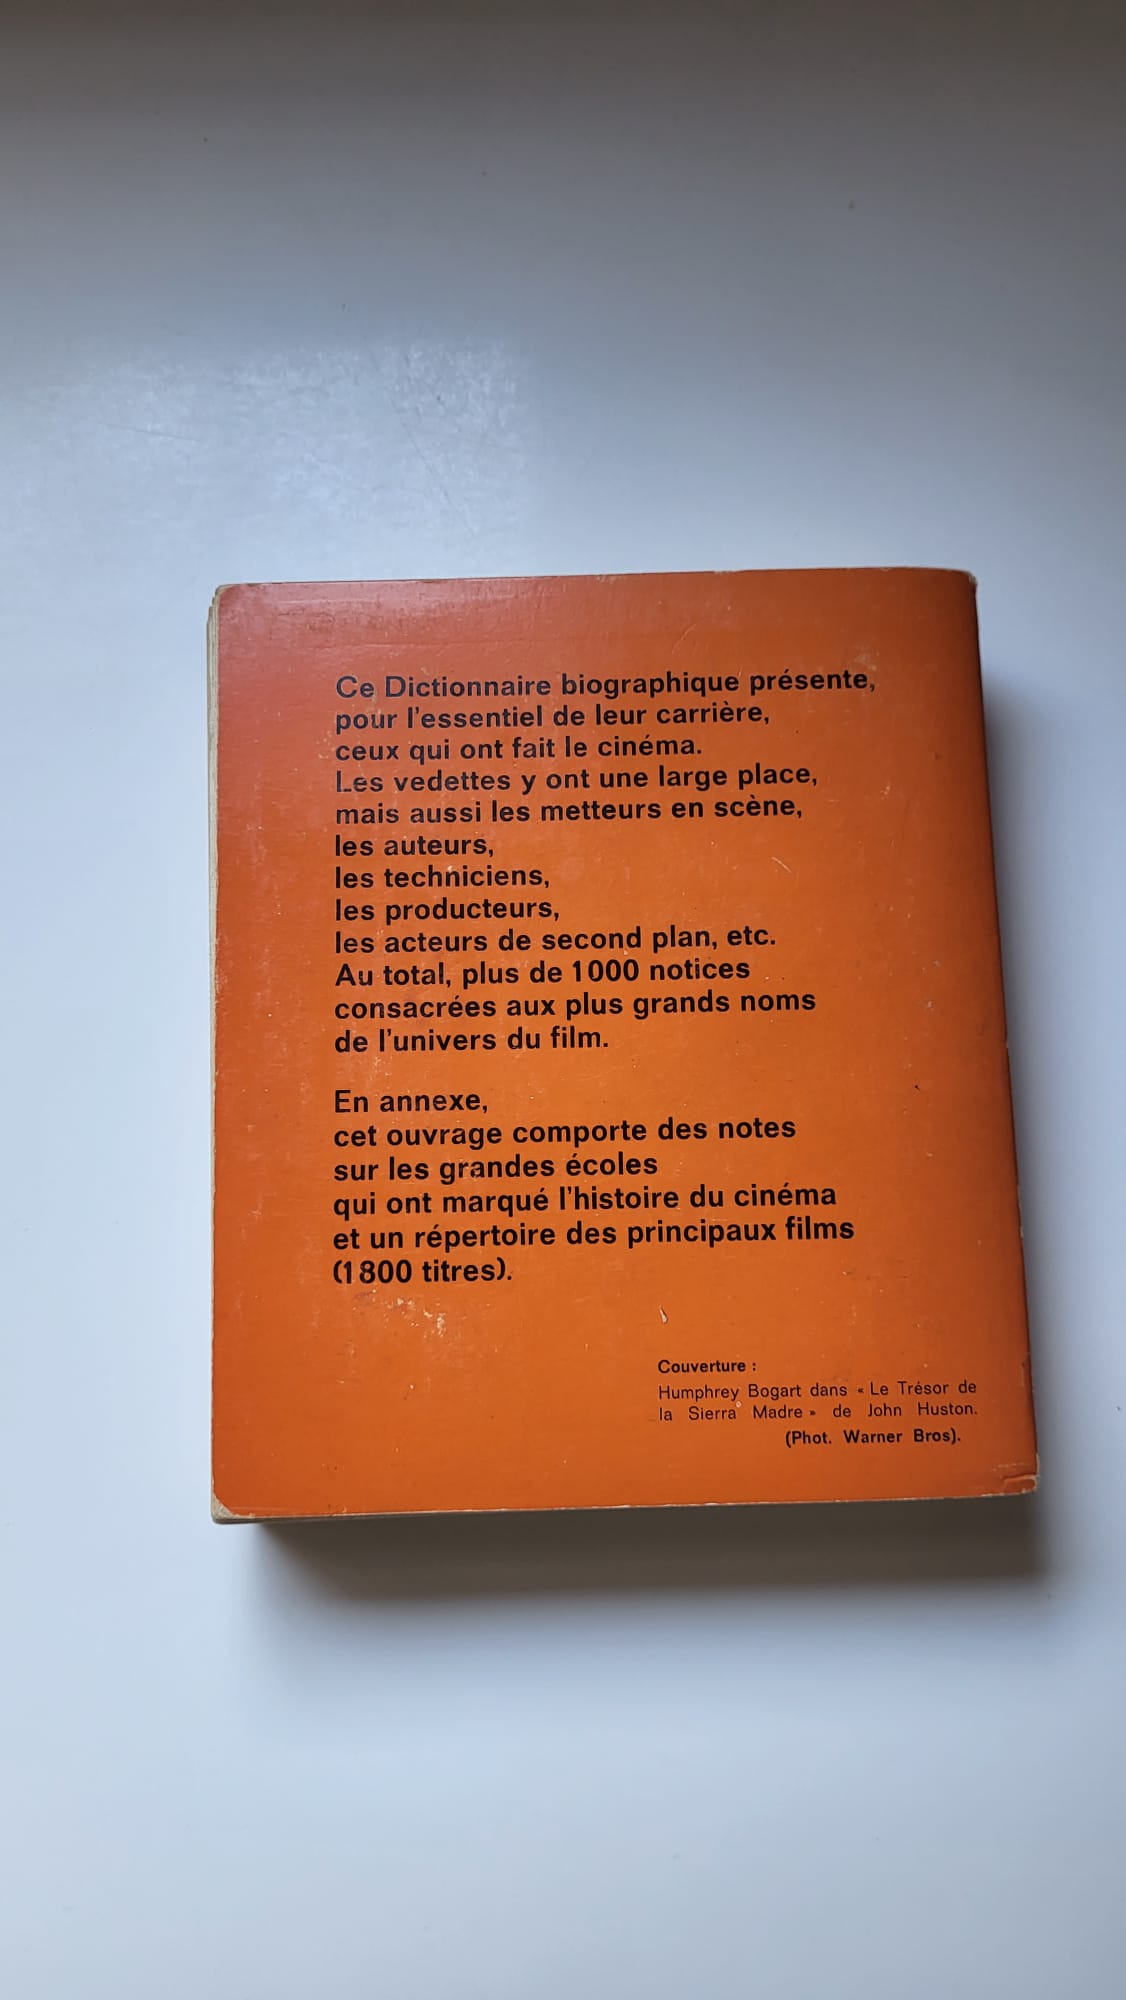 Ce Dictionnaire biographique présente,
pour l'essentiel de leur carrière,
ceux qui ont fait le cinéma.
Les vedettes y ont une large place,
mais aussi les metteurs en scène,
les auteurs,
les techniciens,
les producteurs,
les acteurs de second plan, etc.
Au total, plus de 1000 notices
consacrées aux plus grands noms
de l'univers du film.
En annexe,
cet ouvrage comporte des notes
sur les grandes écoles
qui ont marqué l'histoire du cinéma
et un répertoire des principaux films
(1800 titres).
Couverture :
Humphrey Bogart dans « Le Trésor de
la Sierra Madre » de John Huston.
(Phot. Warner Bros).